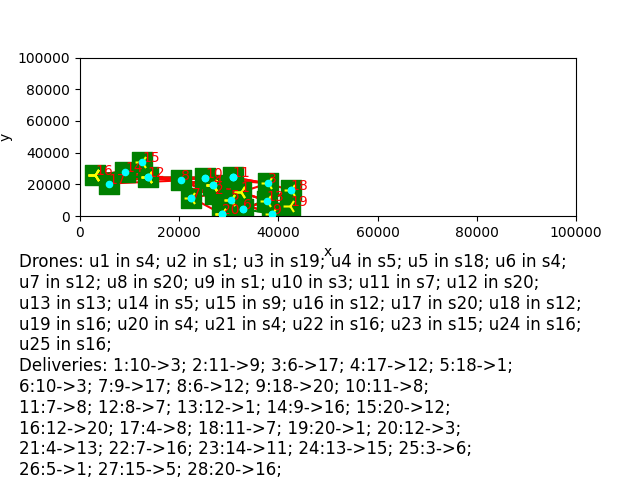 100000
80000
60000
40000
20000
0
y
0 20000 40000 60000 80000 100000
x
Drones: u1 in s4; u2 in s1; u3 in s19; u4 in s5; u5 in s18; u6 in s4;
u7 in s12; u8 in s20; u9 in s1; u10 in s3; u11 in s7; u12 in s20;
u13 in s13; u14 in s5; u15 in s9; u16 in s12; u17 in s20; u18 in s12;
u19 in s16; u20 in s4; u21 in s4; u22 in s16; u23 in s15; u24 in s16;
u25 in s16;
Deliveries: 1:10->3; 2:11->9; 3:6->17; 4:17->12; 5:18->1;
6:10->3; 7:9->17; 8:6->12; 9:18->20; 10:11->8;
11:7->8; 12:8->7; 13:12->1; 14:9->16; 15:20->12;
16:12->20; 17:4->8; 18:11->7; 19:20->1; 20:12->3;
21:4->13; 22:7->16; 23:14->11; 24:13->15; 25:3->6;
26:5->1; 27:15->5; 28:20->16;